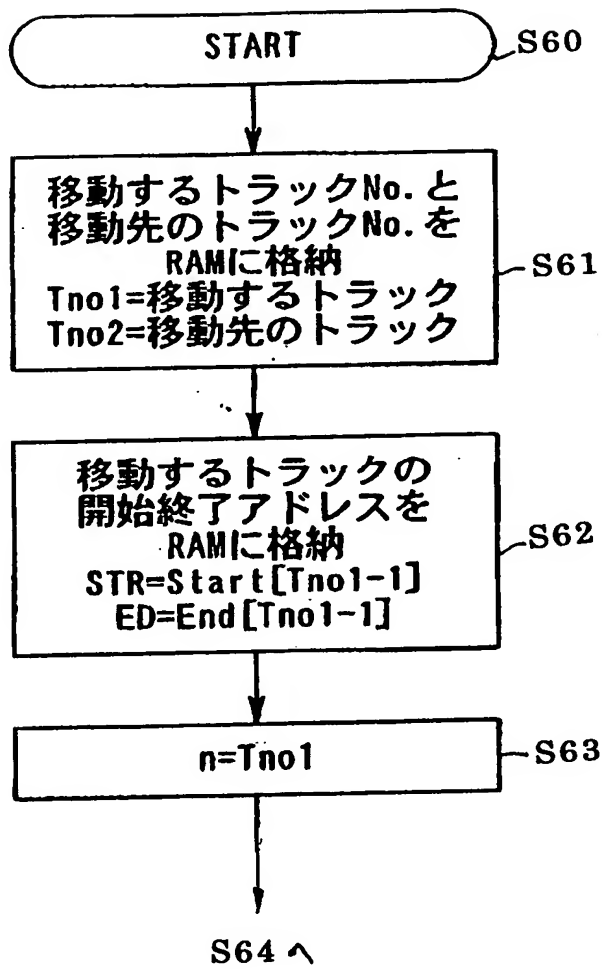 START
S60
移動するトラックNo.と
移動先のトラックNo.を
RAMに格納
Tno1=移動するトラック
Tno2=移動先のトラック
S61
移動するトラックの
開始終了アドレスを
RAMに格納
STR=Start[Tno1-1]
ED=End[Tno1-1]
S62
n=Tno1
S63
S64へ